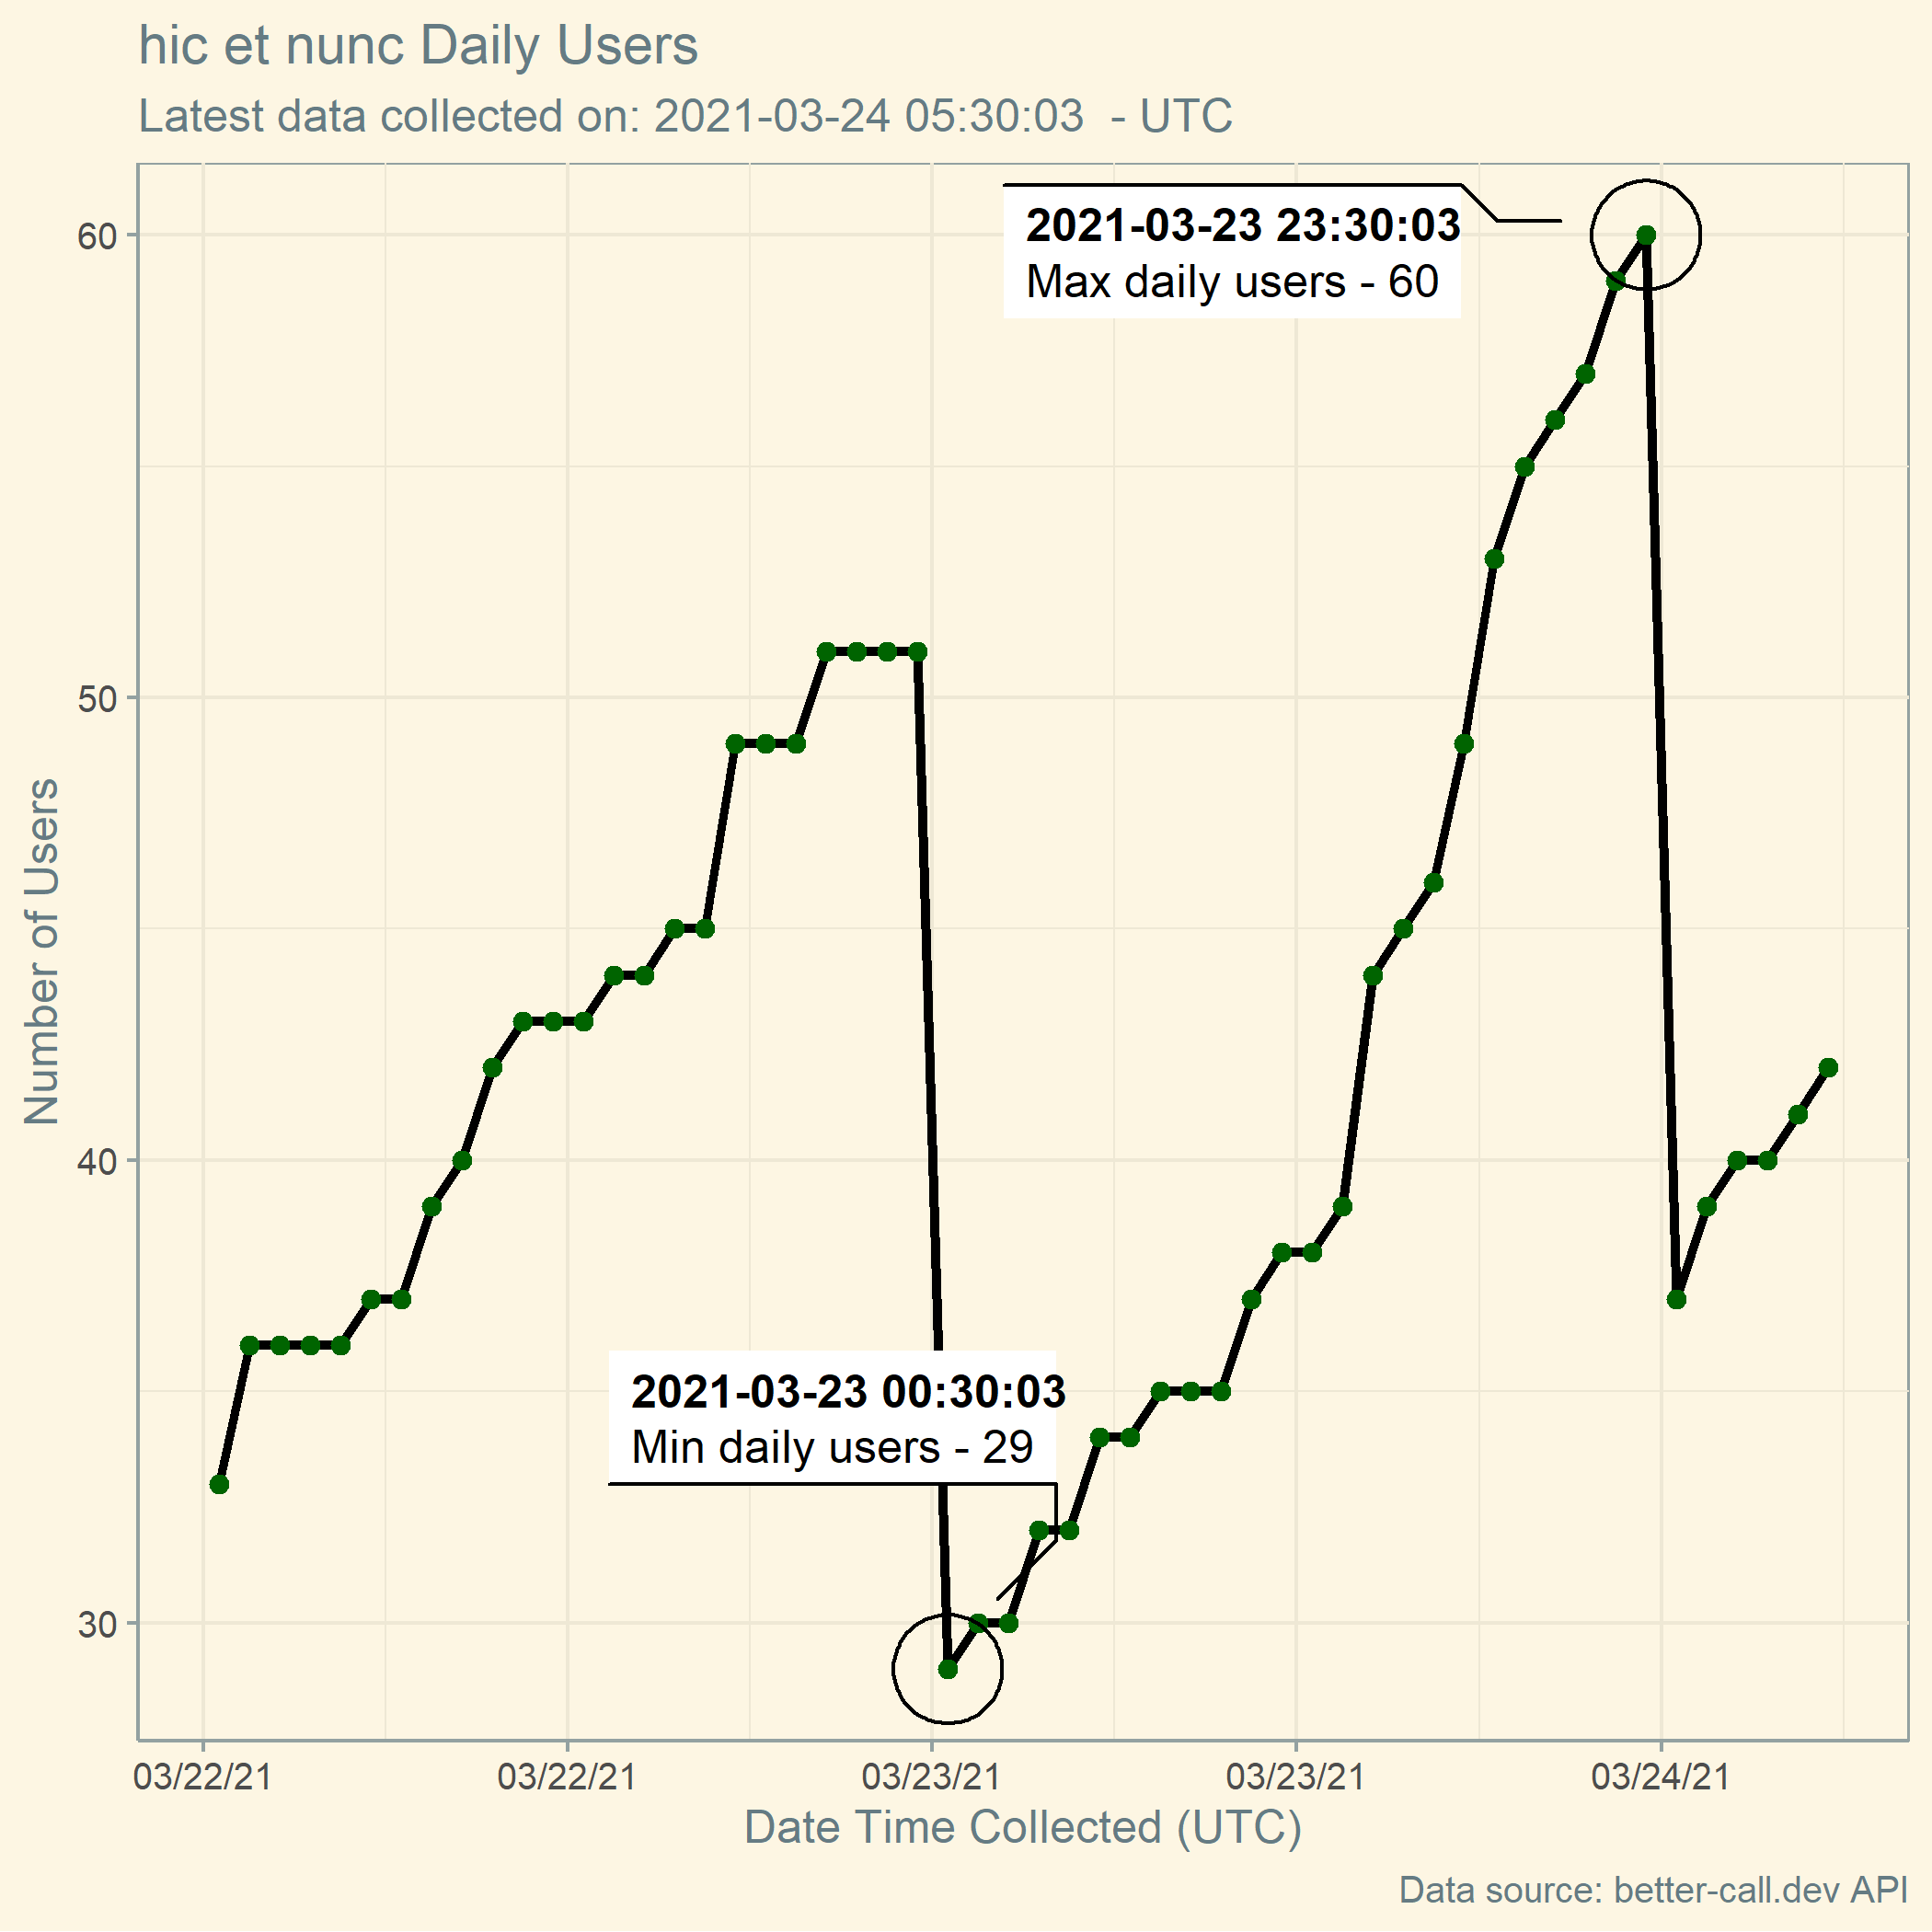 hic et nunc Daily Users
Latest data collected on: 2021-03-24 05:30:03  - UTC
2021-03-23 23:30:03
Max daily users - 60
2021-03-23 00:30:03
Min daily users - 29
Number of Users
60
50
40
30
03/22/21 03/22/21 03/23/21 03/23/21 03/24/21
Date Time Collected (UTC)
Data source: better-call.dev API